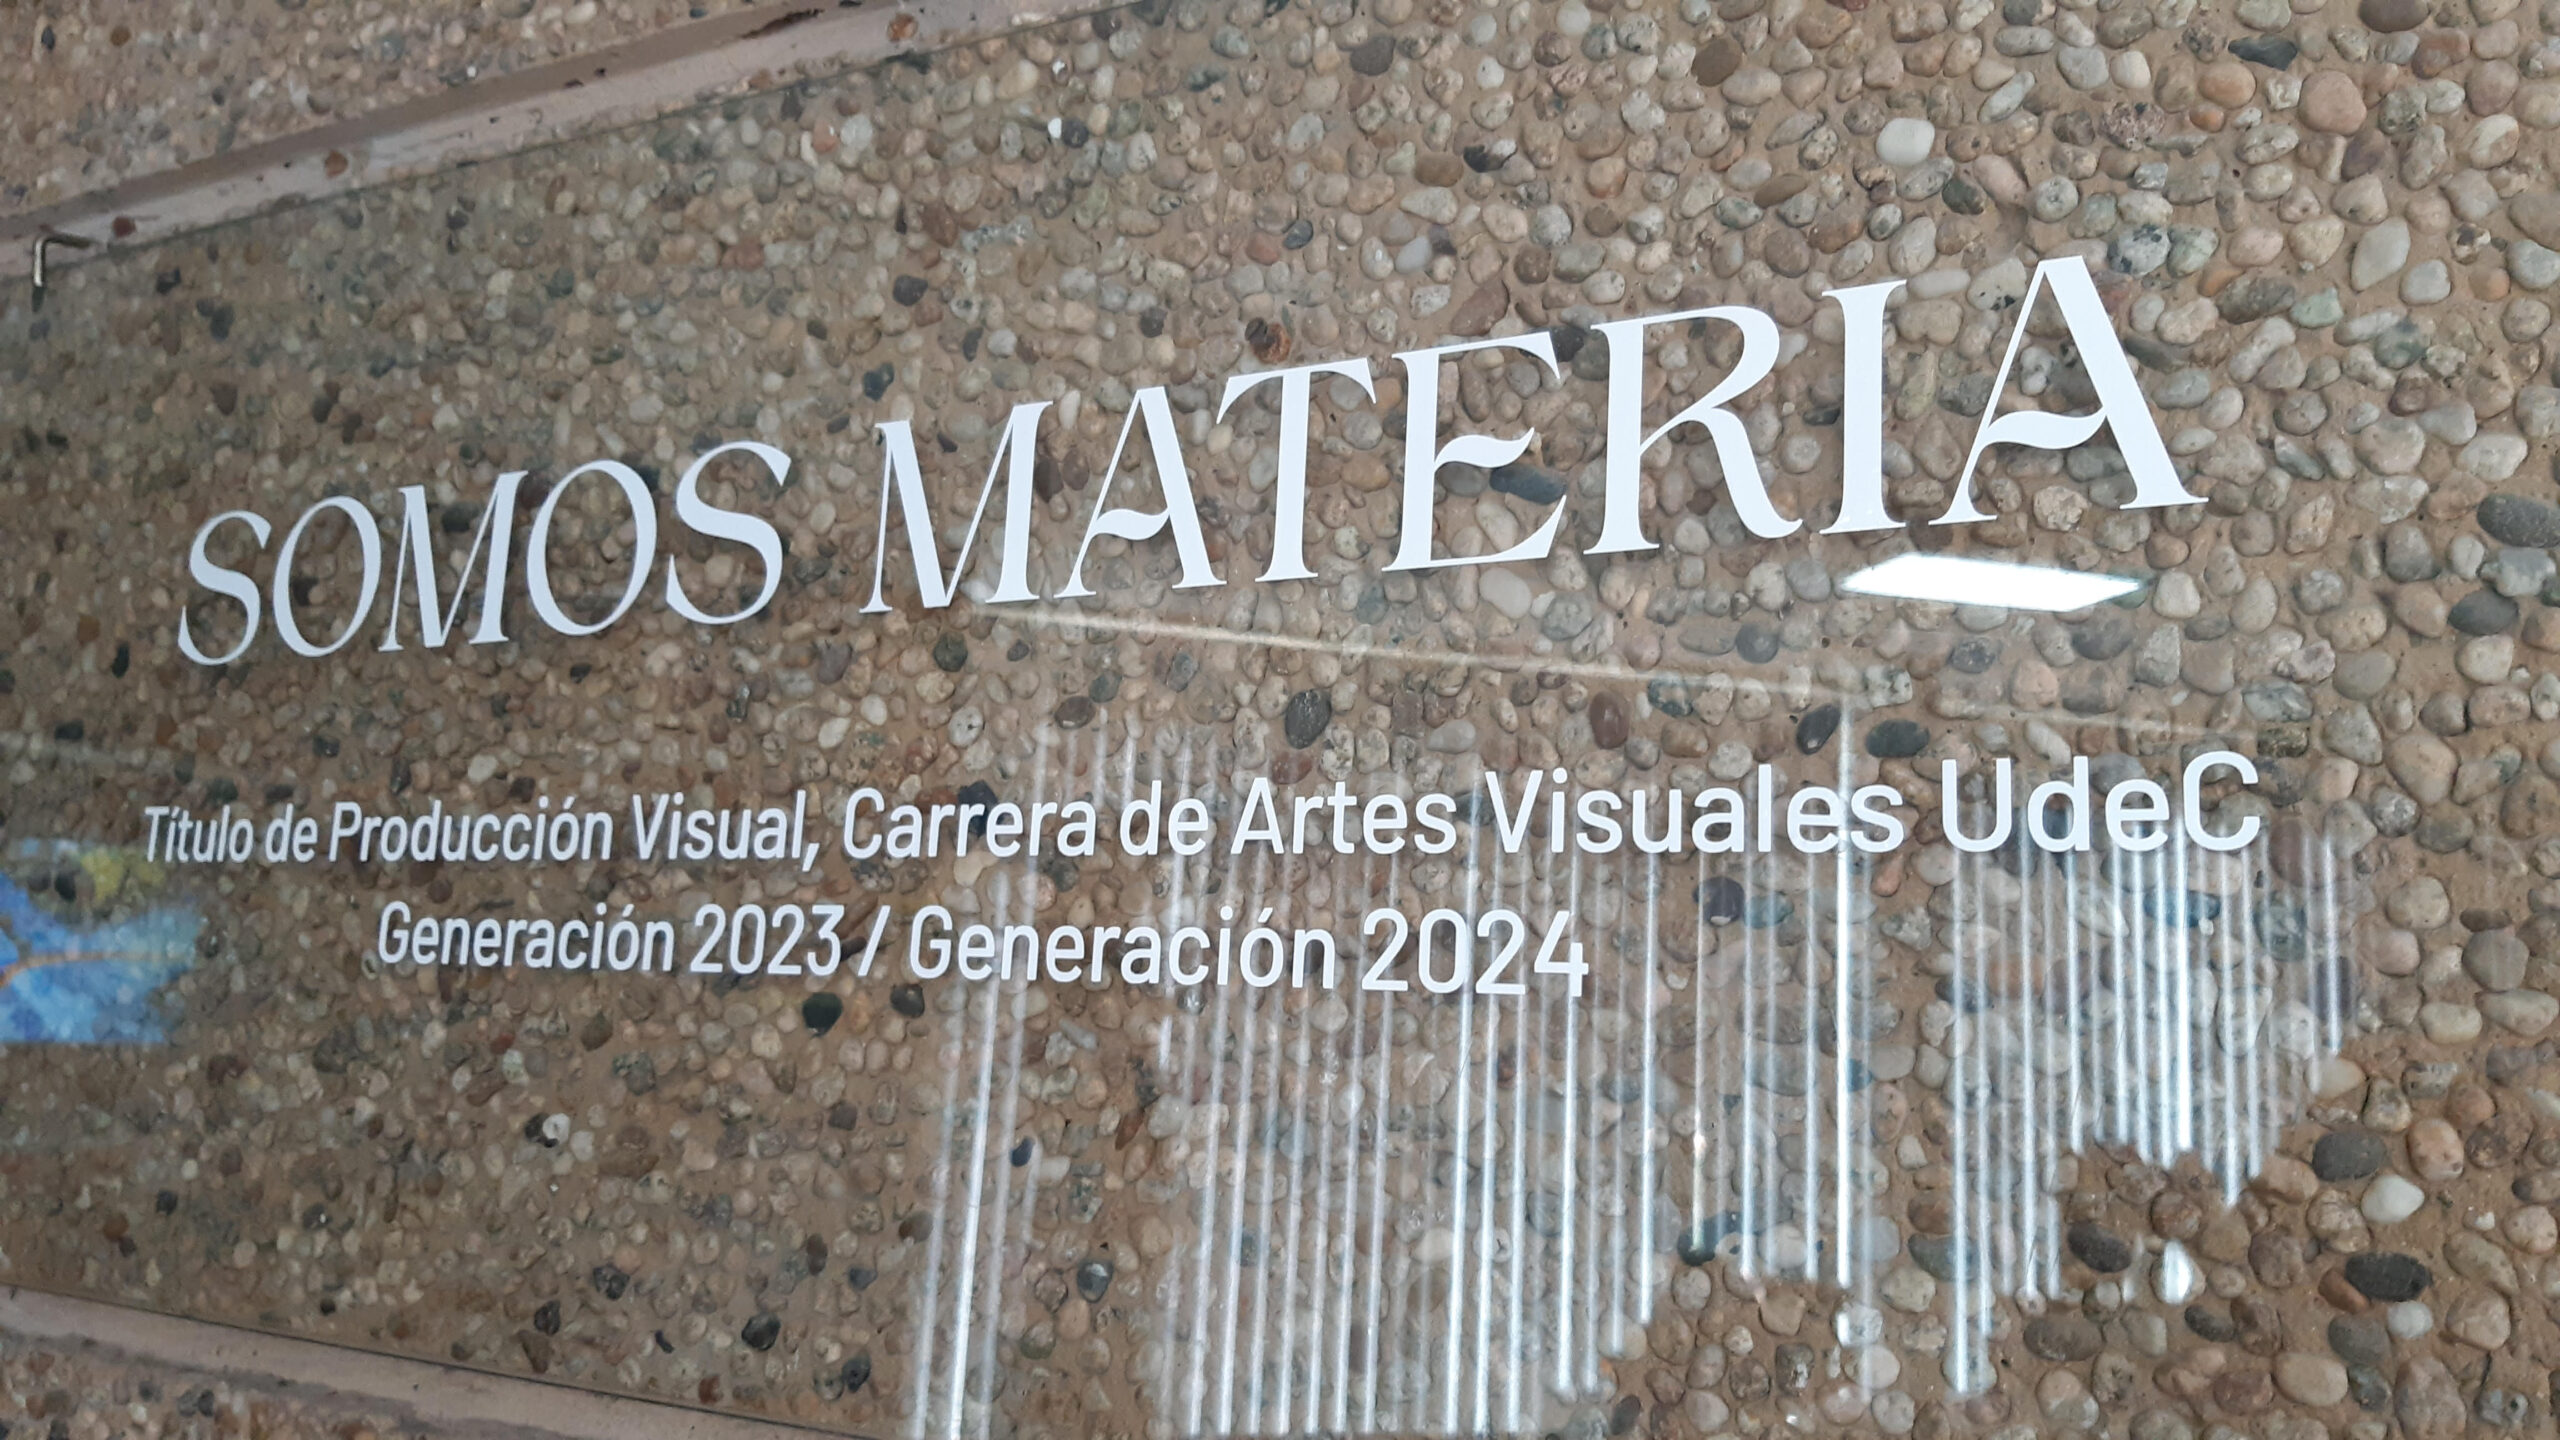 SOMOS MATERIA
Título de Producción Visual, Carrera de Artes Visuales UdeC
Generación 2023 / Generación 2024